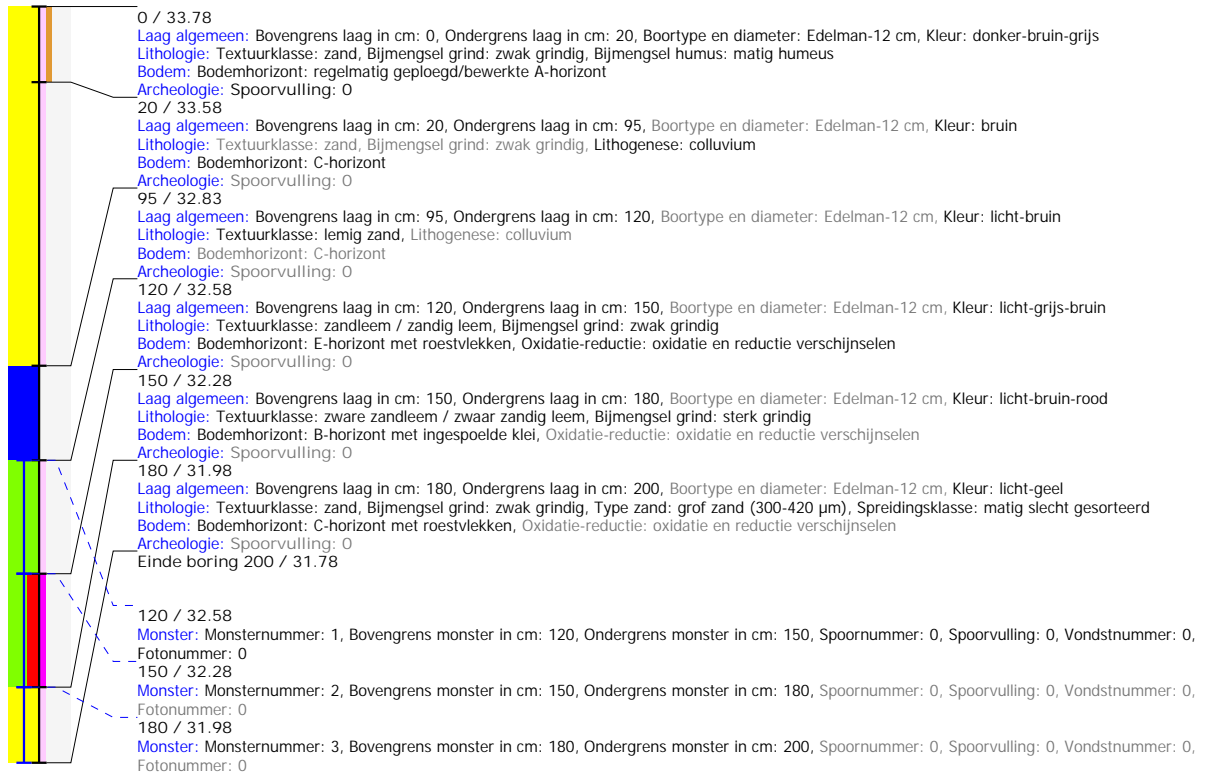 0 / 33.78
Laag algemeen: Bovengrens laag in cm: 0, Ondergrens laag in cm: 20, Boortype en diameter: Edelman-12 cm, Kleur: donker-bruin-grijs
Lithologie: Textuurklasse: zand, Bijmengsel grind: zwak grindig, Bijmengsel humus: matig humeus
Bodem: Bodemhorizont: regelmatig geploegd/bewerkte A-horizont
Archeologie: Spoorvulling: 0
20 / 33.58
Laag algemeen: Bovengrens laag in cm: 20, Ondergrens laag in cm: 95, Boortype en diameter: Edelman-12 cm, Kleur: bruin
Lithologie: Textuurklasse: zand, Bijmengsel grind: zwak grindig, Lithogenese: colluvium
Bodem: Bodemhorizont: C-horizont
Archeologie: Spoorvulling: 0
95 / 32.83
Laag algemeen: Bovengrens laag in cm: 95, Ondergrens laag in cm: 120, Boortype en diameter: Edelman-12 cm, Kleur: licht-bruin
Lithologie: Textuurklasse: lemig zand, Lithogenese: colluvium
Bodem: Bodemhorizont: C-horizont
Archeologie: Spoorvulling: 0
120 / 32.58
Laag algemeen: Bovengrens laag in cm: 120, Ondergrens laag in cm: 150, Boortype en diameter: Edelman-12 cm, Kleur: licht-grijs-bruin
Lithologie: Textuurklasse: zandleem / zandig leem, Bijmengsel grind: zwak grindig
Bodem: Bodemhorizont: E-horizont met roestvlekken, Oxidatie-reductie: oxidatie en reductie verschijnselen
Archeologie: Spoorvulling: 0
150 / 32.28
Laag algemeen: Bovengrens laag in cm: 150, Ondergrens laag in cm: 180, Boortype en diameter: Edelman-12 cm, Kleur: licht-bruin-rood
Lithologie: Textuurklasse: zware zandleem / zwaar zandig leem, Bijmengsel grind: sterk grindig
Bodem: Bodemhorizont: B-horizont met ingespoelde klei, Oxidatie-reductie: oxidatie en reductie verschijnselen
Archeologie: Spoorvulling: 0
180 / 31.98
Laag algemeen: Bovengrens laag in cm: 180, Ondergrens laag in cm: 200, Boortype en diameter: Edelman-12 cm, Kleur: licht-geel
Lithologie: Textuurklasse: zand, Bijmengsel grind: zwak grindig, Type zand: grof zand (300-420 µm), Spreidingsklasse: matig slecht gesorteerd
Bodem: Bodemhorizont: C-horizont met roestvlekken, Oxidatie-reductie: oxidatie en reductie verschijnselen
Archeologie: Spoorvulling: 0
Einde boring 200 / 31.78
120 / 32.58
Monster: Monsternummer: 1, Bovengrens monster in cm: 120, Ondergrens monster in cm: 150, Spoornummer: 0, Spoorvulling: 0, Vondstnummer: 0,
Fotonummer: 0
150 / 32.28
Monster: Monsternummer: 2, Bovengrens monster in cm: 150, Ondergrens monster in cm: 180, Spoornummer: 0, Spoorvulling: 0, Vondstnummer: 0,
Fotonummer: 0
180 / 31.98
Monster: Monsternummer: 3, Bovengrens monster in cm: 180, Ondergrens monster in cm: 200, Spoornummer: 0, Spoorvulling: 0, Vondstnummer: 0,
Fotonummer: 0